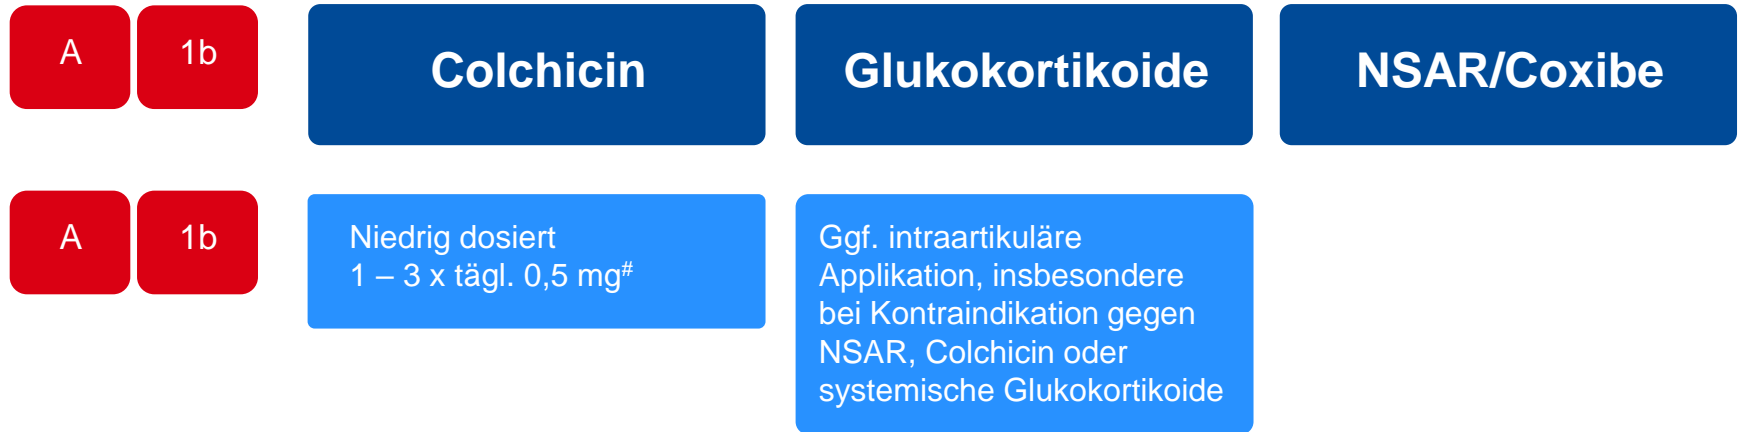 A 1b Colchicin Glukokortikoide NSAR/Coxibe
A 1b
Niedrig dosiert
1 – 3 x tägl. 0,5 mg#
Ggf. intraartikuläre
Applikation, insbesondere
bei Kontraindikation gegen
NSAR, Colchicin oder
systemische Glukokortikoide